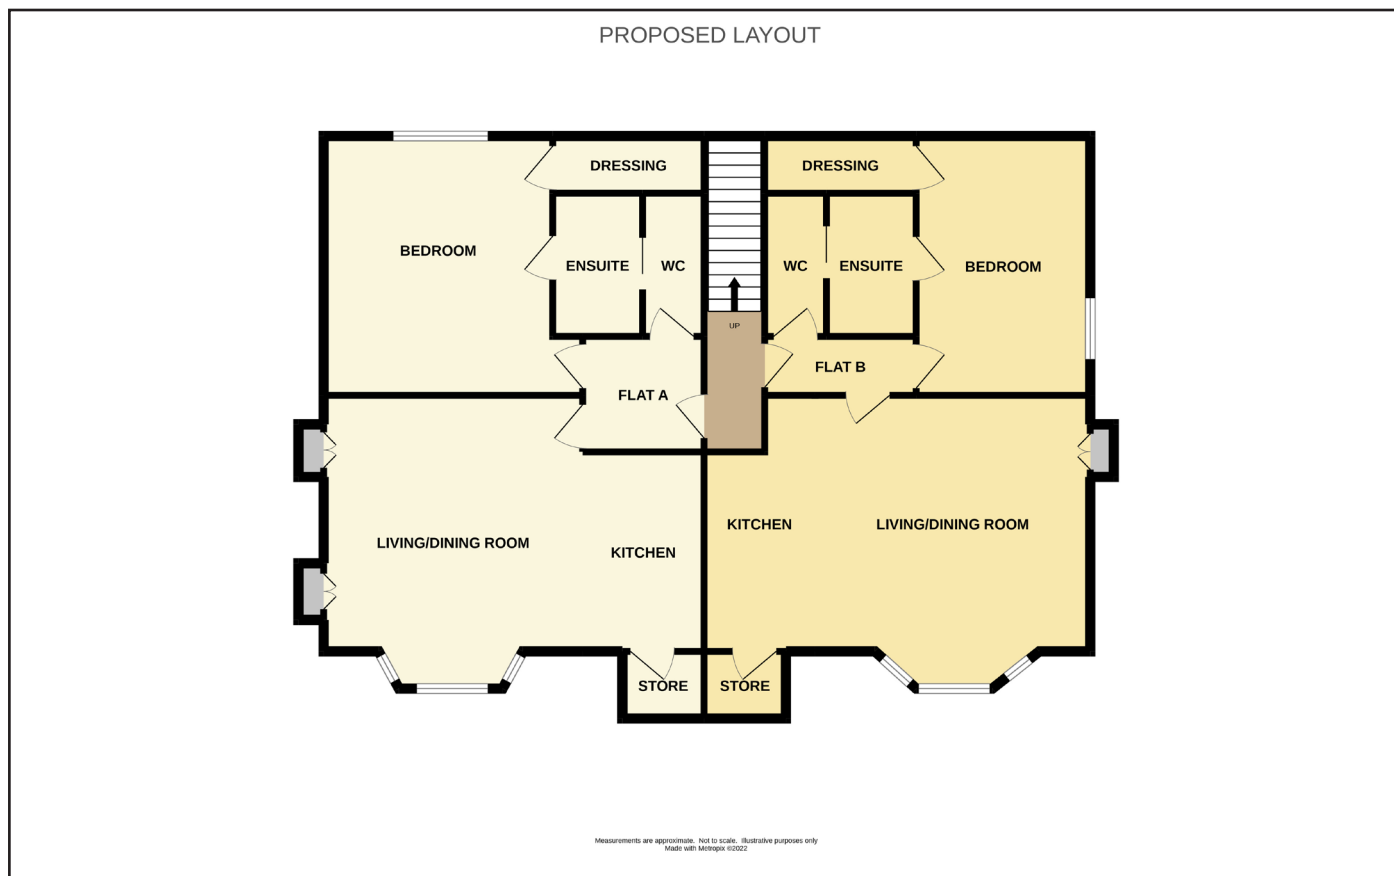 PROPOSED LAYOUT
DRESSING
DRESSING
BEDROOM
ENSUITE
WC
WC
ENSUITE
BEDROOM
UP
FLAT A
FLAT B
LIVING/DINING ROOM
KITCHEN
KITCHEN
LIVING/DINING ROOM
STORE
STORE
Measurements are approximate. Not to scale. Illustrative purposes only
Made with Metropix ©2022